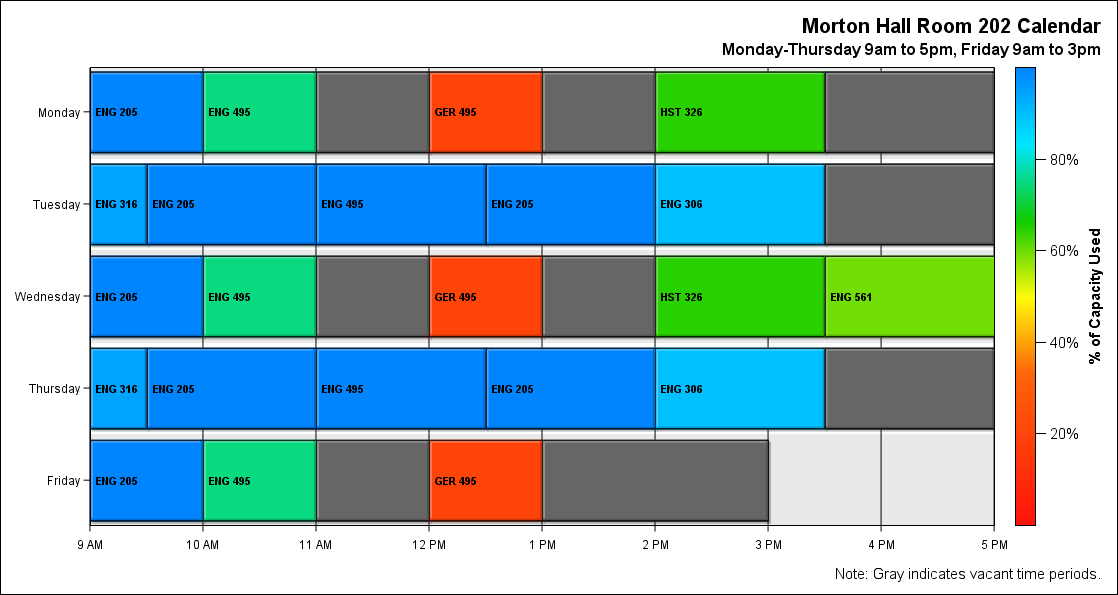 Morton Hall Room 202 Calendar
Monday-Thursday 9am to 5pm, Friday 9am to 3pm
Monday
ENG 205
ENG 495
GER 495
HST 326
Tuesday
ENG 316
ENG 205
ENG 495
ENG 205
ENG 306
Wednesday
ENG 205
ENG 495
GER 495
HST 326
ENG 561
Thursday
ENG 316
ENG 205
ENG 495
ENG 205
ENG 306
Friday
ENG 205
ENG 495
GER 495
9 AM
10 AM
11 AM
12 PM
1 PM
2 PM
3 PM
4 PM
5 PM
80%
60%
40%
20%
% of Capacity Used
Note: Gray indicates vacant time periods.